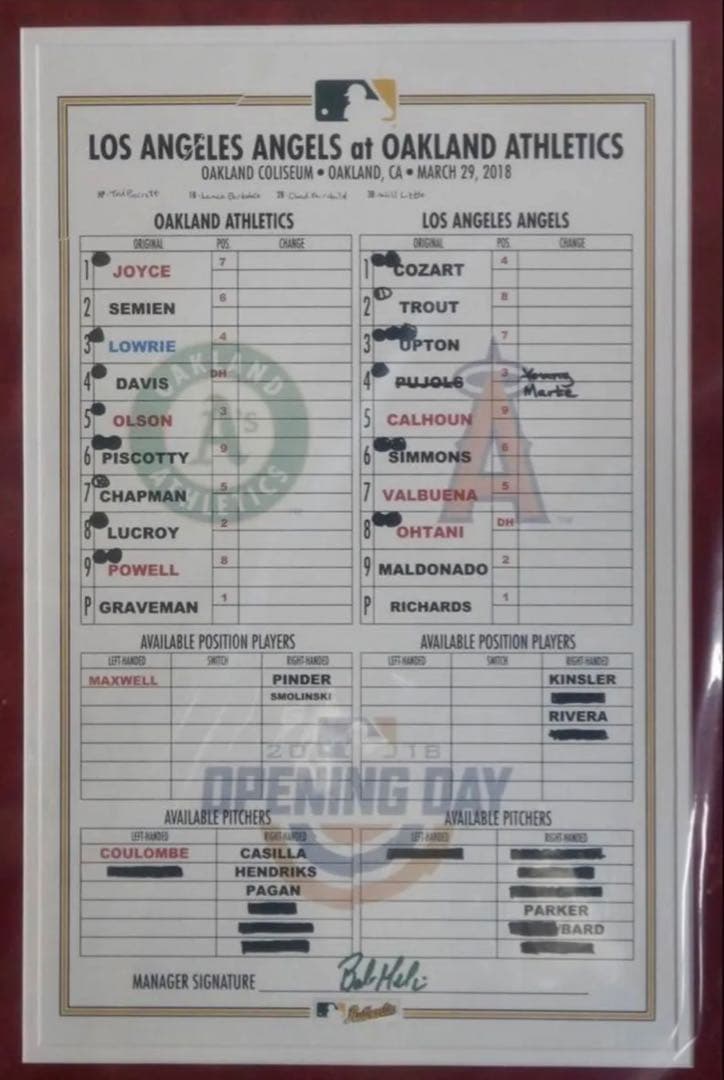 LOS ANGELES ANGELS at OAKLAND ATHLETICS
OAKLAND COLISEUM • OAKLAND, CA • MARCH 29, 2018
Will Little
OAKLAND ATHLETICS
ORIGINAL POS. CHANGE
1 JOYCE 7
2 SEMIEN 6
3 LOWRIE 4
4 DAVIS DH
5 OLSON 3
6 PISCOTTY 9
7 CHAPMAN 5
8 LUCROY 2
9 POWELL 8
P GRAVEMAN 1
LOS ANGELES ANGELS
ORIGINAL POS. CHANGE
1 COZART 4
2 TROUT 8
3 UPTON 7
4 PUJOLS 3 Young
Marte
5 CALHOUN 9
6 SIMMONS 6
7 VALBUENA 5
8 OHTANI DH
9 MALDONADO 2
P RICHARDS 1
OAKLAND
A's
ATHLETICS
AVAILABLE POSITION PLAYERS
LEFT-HANDED SWITCH RIGHT-HANDED
MAXWELL PINDER
SMOLINSKI
AVAILABLE POSITION PLAYERS
LEFT-HANDED SWITCH RIGHT-HANDED
KINSLER
RIVERA
2018
OPENING DAY
AVAILABLE PITCHERS
LEFT-HANDED RIGHT-HANDED
COULOMBE CASILLA
HENDRIKS
PAGAN
AVAILABLE PITCHERS
LEFT-HANDED RIGHT-HANDED
PARKER
/BARD
MANAGER SIGNATURE
Authentic